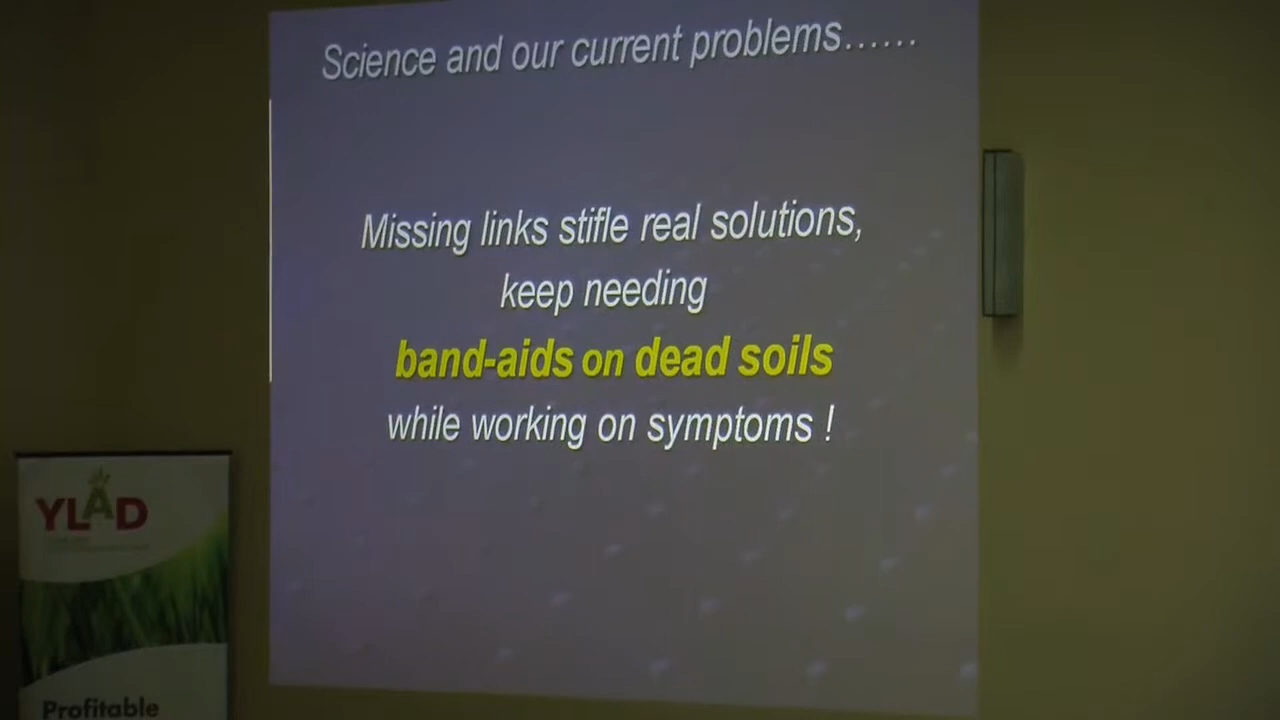 Science and our current problems......
Missing links stifle real solutions,
keep needing
band-aids on dead soils
while working on symptoms !
YLAD
Profitable